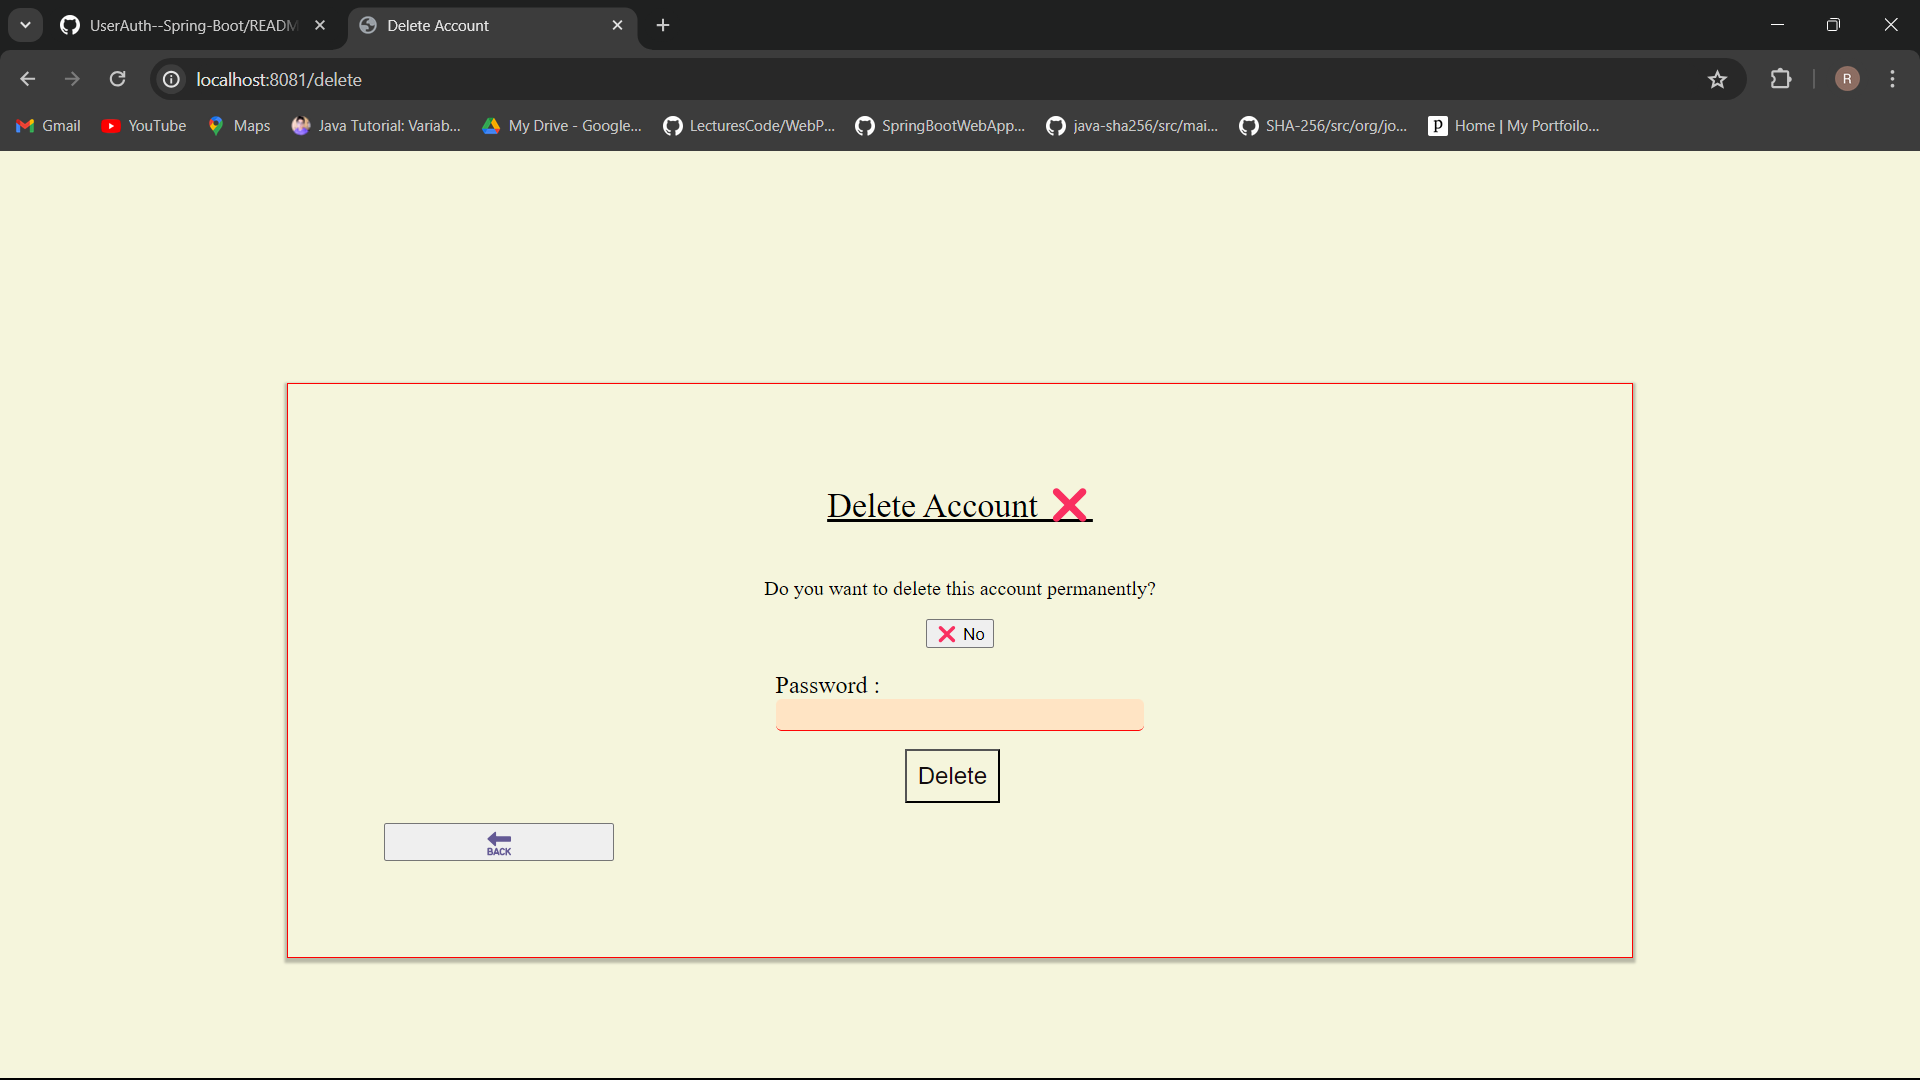 UserAuth--Spring-Boot/READM
Delete Account
localhost:8081/delete
R
Gmail
YouTube
Maps
Java Tutorial: Variab...
My Drive - Google...
LecturesCode/WebP...
SpringBootWebApp...
java-sha256/src/mai...
SHA-256/src/org/jo...
P Home | My Portfoilo...
Delete Account ❌
Do you want to delete this account permanently?
❌ No
Password :
Delete
BACK